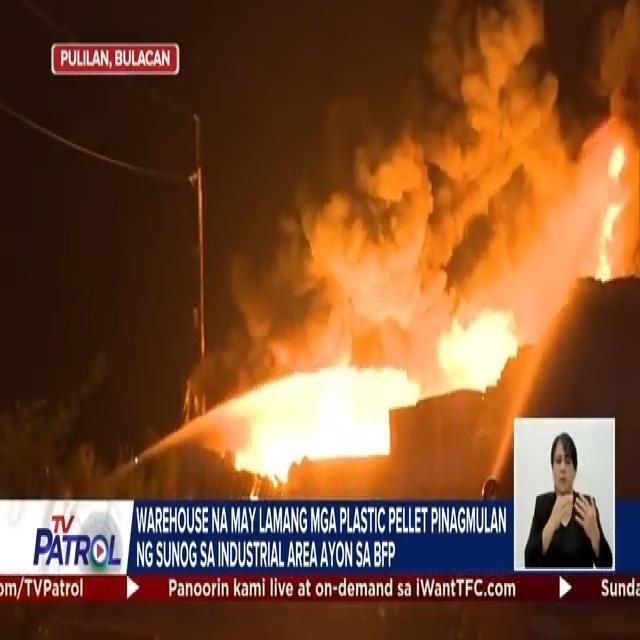 PULILAN, BULACAN
WAREHOUSE NA MAY LAMANG MGA PLASTIC PELLET PINAGMULAN
NG SUNOG SA INDUSTRIAL AREA AYON SA BFP
TV
PATROL
om/TVPatrol Panoorin kami live at on-demand sa iWantTFC.com Sunda